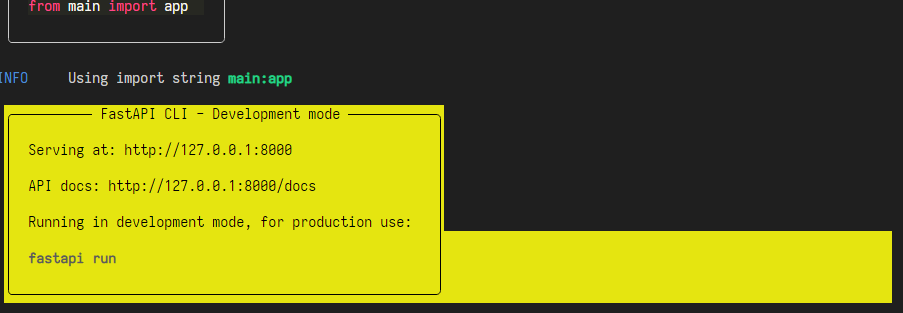 from main import app
INFO Using import string main:app
FastAPI CLI - Development mode
Serving at: http://127.0.0.1:8000
API docs: http://127.0.0.1:8000/docs
Running in development mode, for production use:
fastapi run